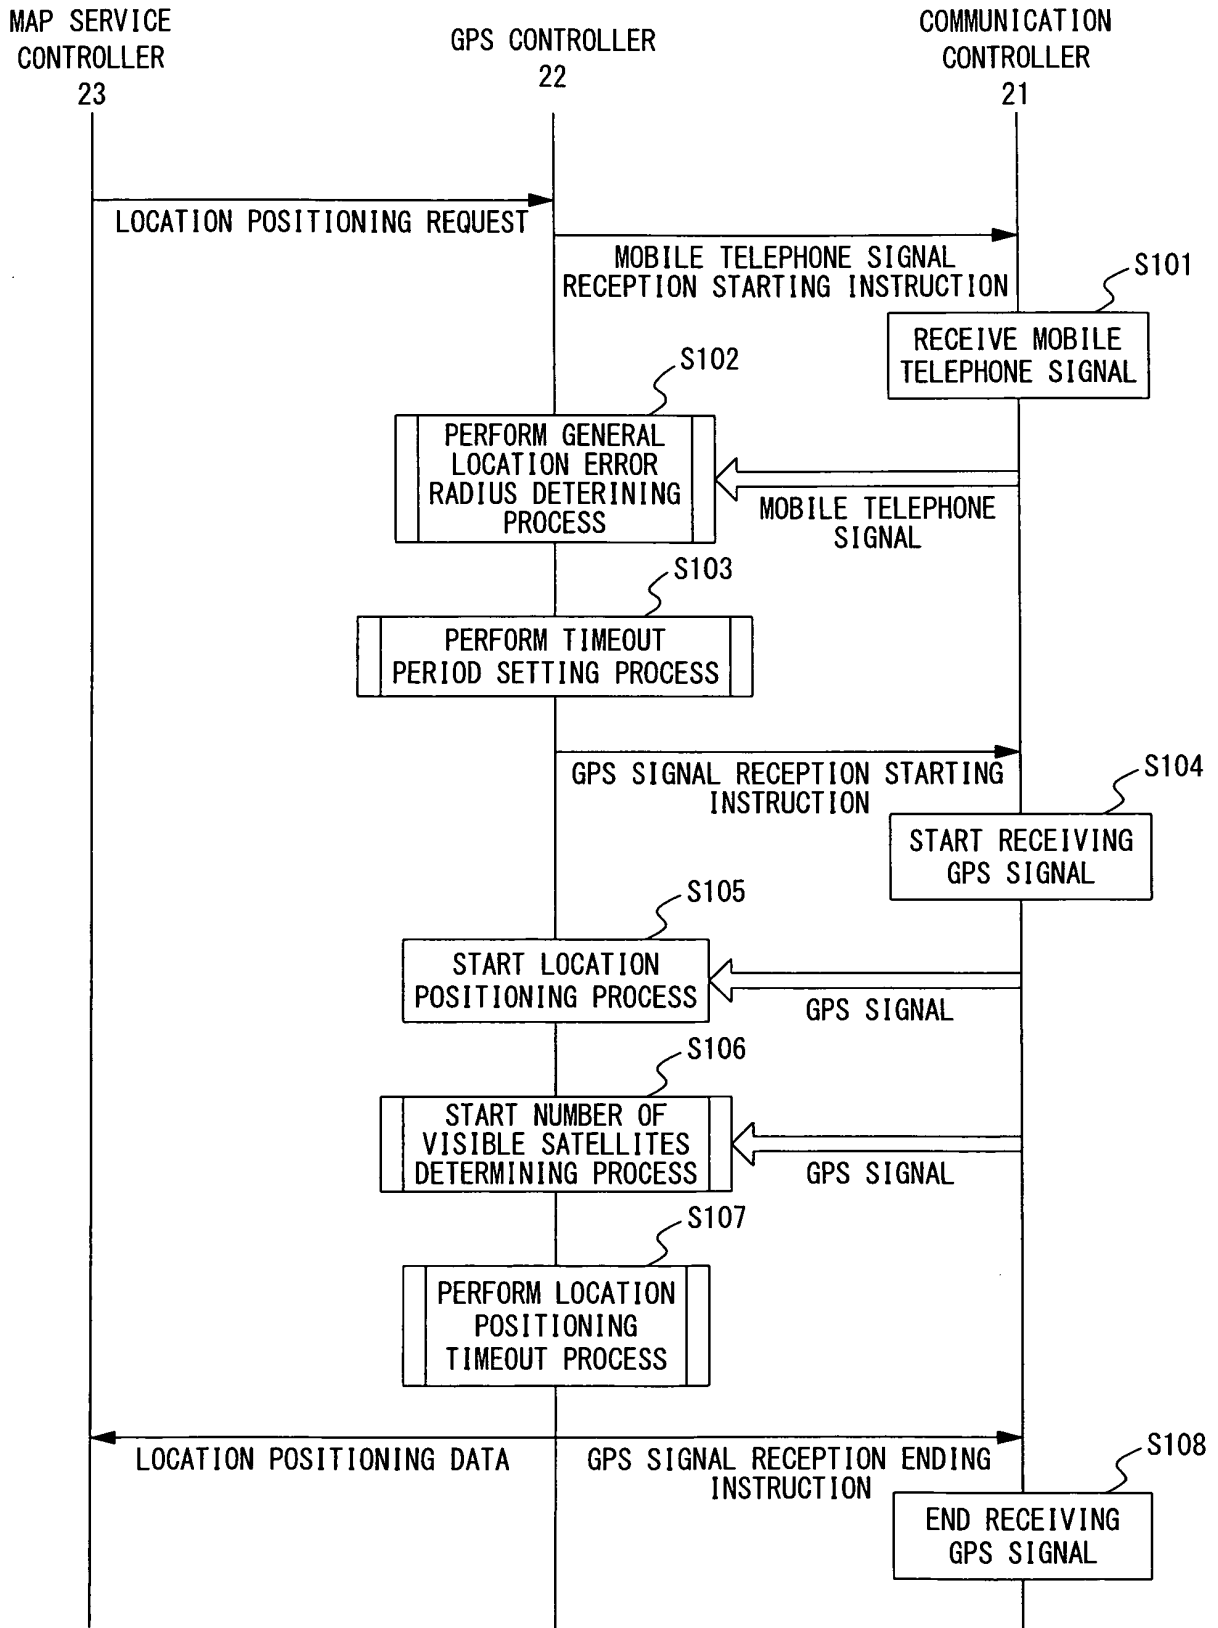 MAP SERVICE
CONTROLLER
23
GPS CONTROLLER
22
COMMUNICATION
CONTROLLER
21
LOCATION POSITIONING REQUEST
MOBILE TELEPHONE SIGNAL
RECEPTION STARTING INSTRUCTION
S101
RECEIVE MOBILE
TELEPHONE SIGNAL
S102
PERFORM GENERAL
LOCATION ERROR
RADIUS DETERINING
PROCESS
MOBILE TELEPHONE
SIGNAL
S103
PERFORM TIMEOUT
PERIOD SETTING PROCESS
GPS SIGNAL RECEPTION STARTING
INSTRUCTION
S104
START RECEIVING
GPS SIGNAL
S105
START LOCATION
POSITIONING PROCESS
GPS SIGNAL
S106
START NUMBER OF
VISIBLE SATELLITES
DETERMINING PROCESS
GPS SIGNAL
S107
PERFORM LOCATION
POSITIONING
TIMEOUT PROCESS
LOCATION POSITIONING DATA
GPS SIGNAL RECEPTION ENDING
INSTRUCTION
S108
END RECEIVING
GPS SIGNAL